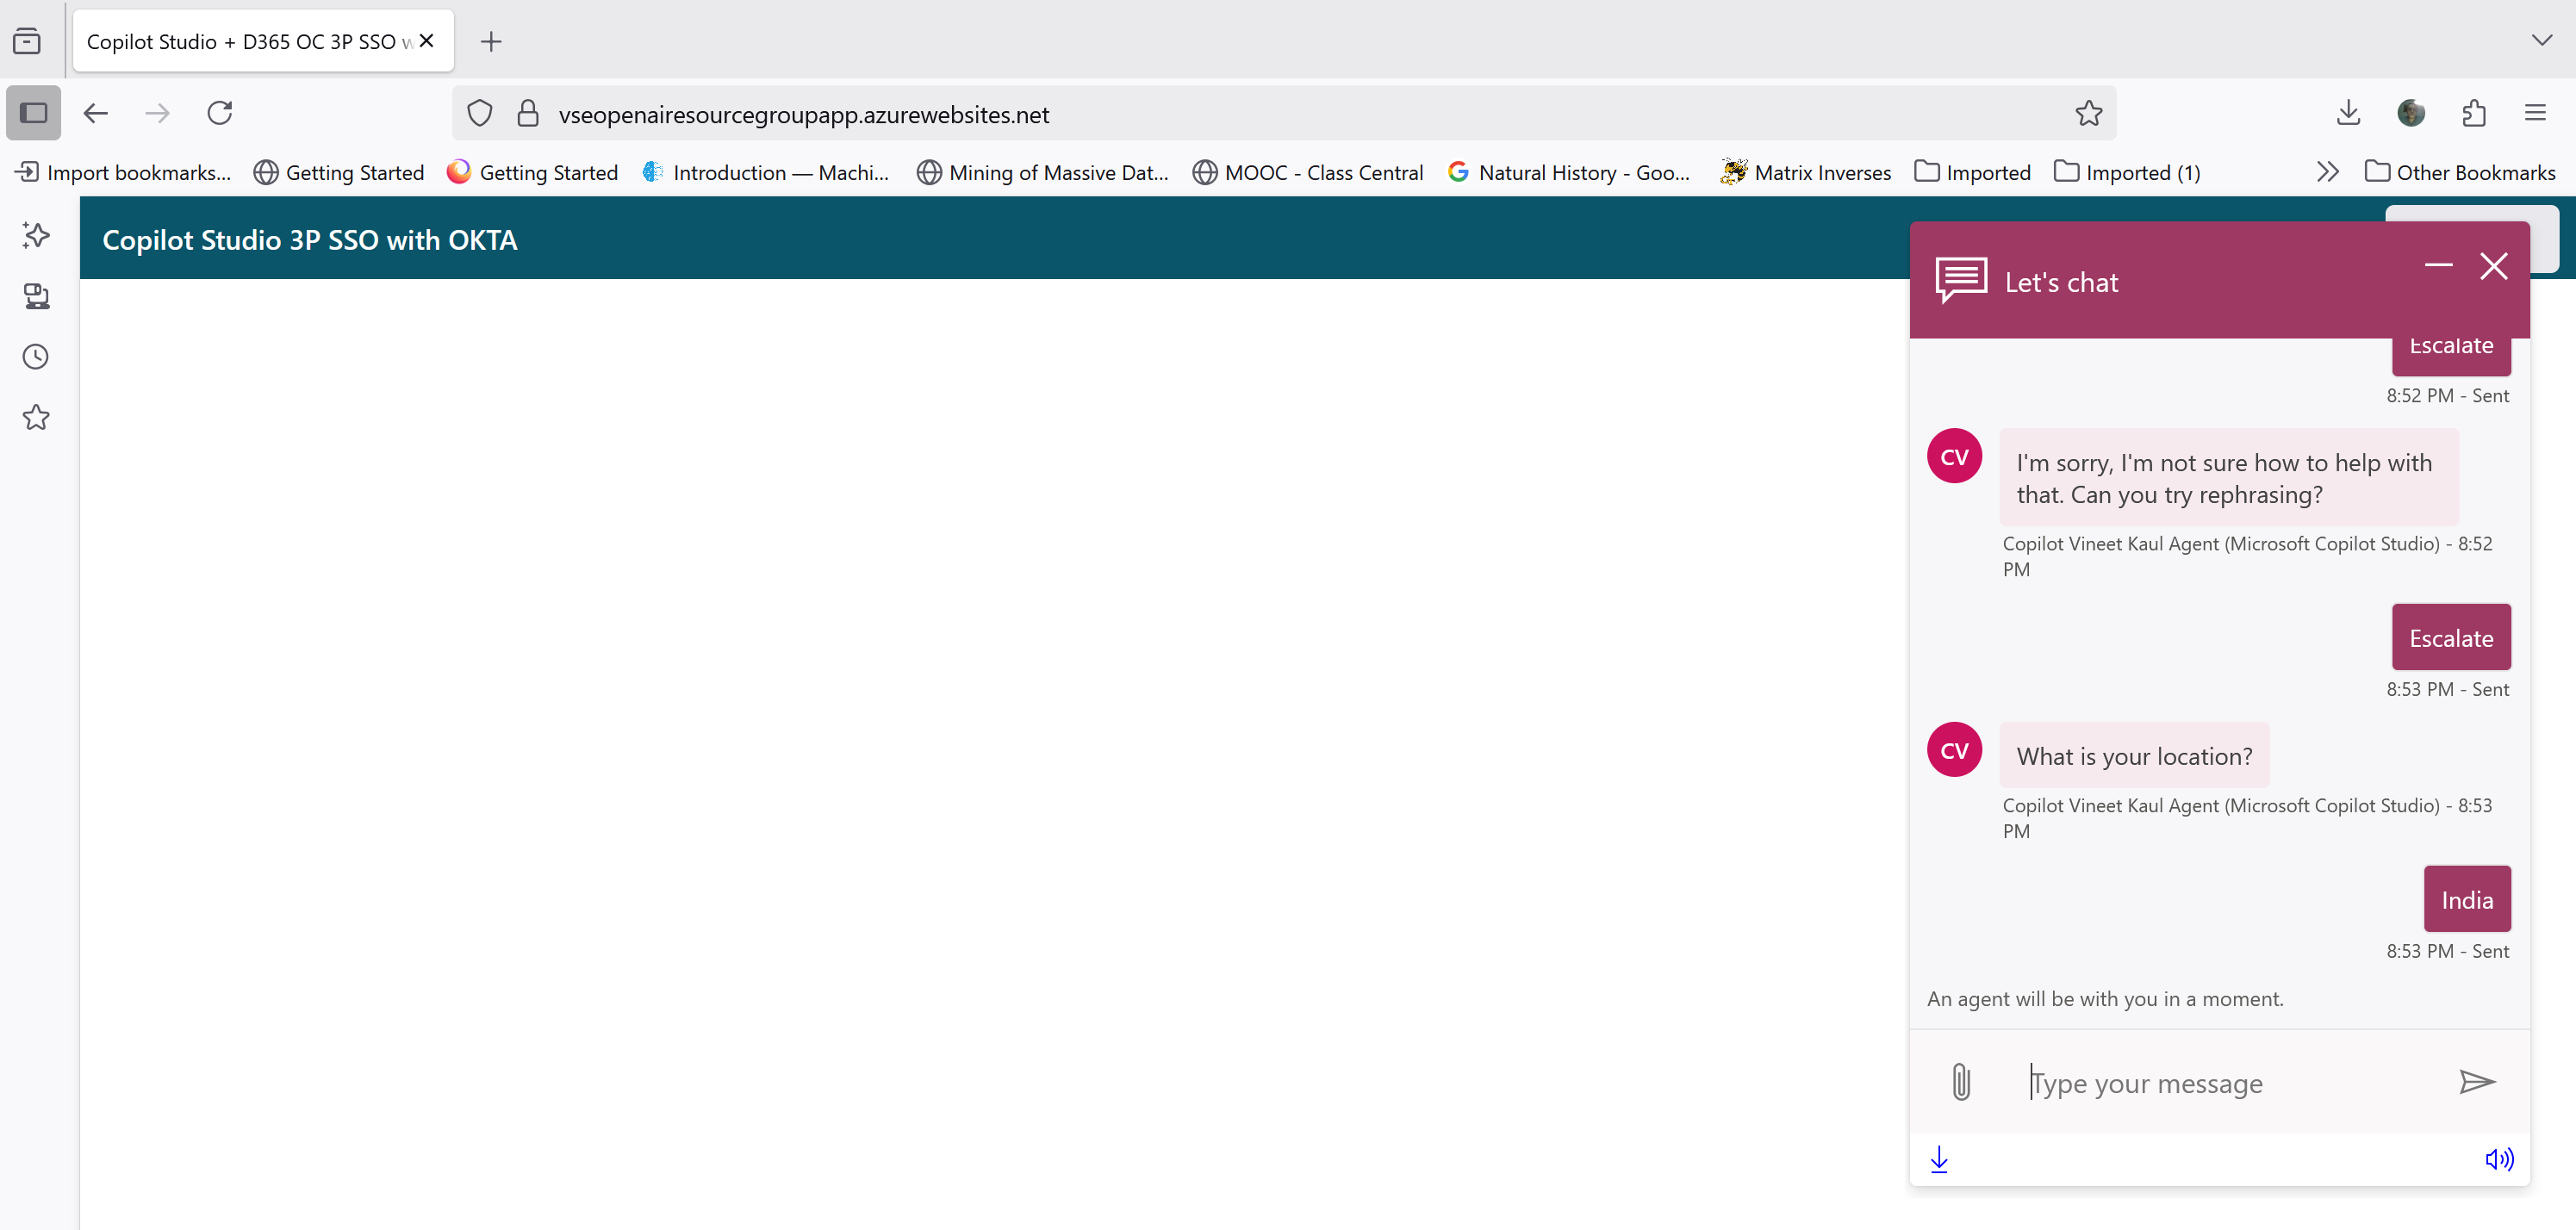 Copilot Studio + D365 OC 3P SSO w
vseopenairesourcegroupapp.azurewebsites.net
Import bookmarks...
Getting Started
Getting Started
Introduction — Machi...
Mining of Massive Dat...
MOOC - Class Central
Natural History - Goo...
Matrix Inverses
Imported
Imported (1)
Other Bookmarks
Copilot Studio 3P SSO with OKTA
Let's chat
Escalate
8:52 PM - Sent
CV
I'm sorry, I'm not sure how to help with
that. Can you try rephrasing?
Copilot Vineet Kaul Agent (Microsoft Copilot Studio) - 8:52
PM
Escalate
8:53 PM - Sent
CV
What is your location?
Copilot Vineet Kaul Agent (Microsoft Copilot Studio) - 8:53
PM
India
8:53 PM - Sent
An agent will be with you in a moment.
Type your message